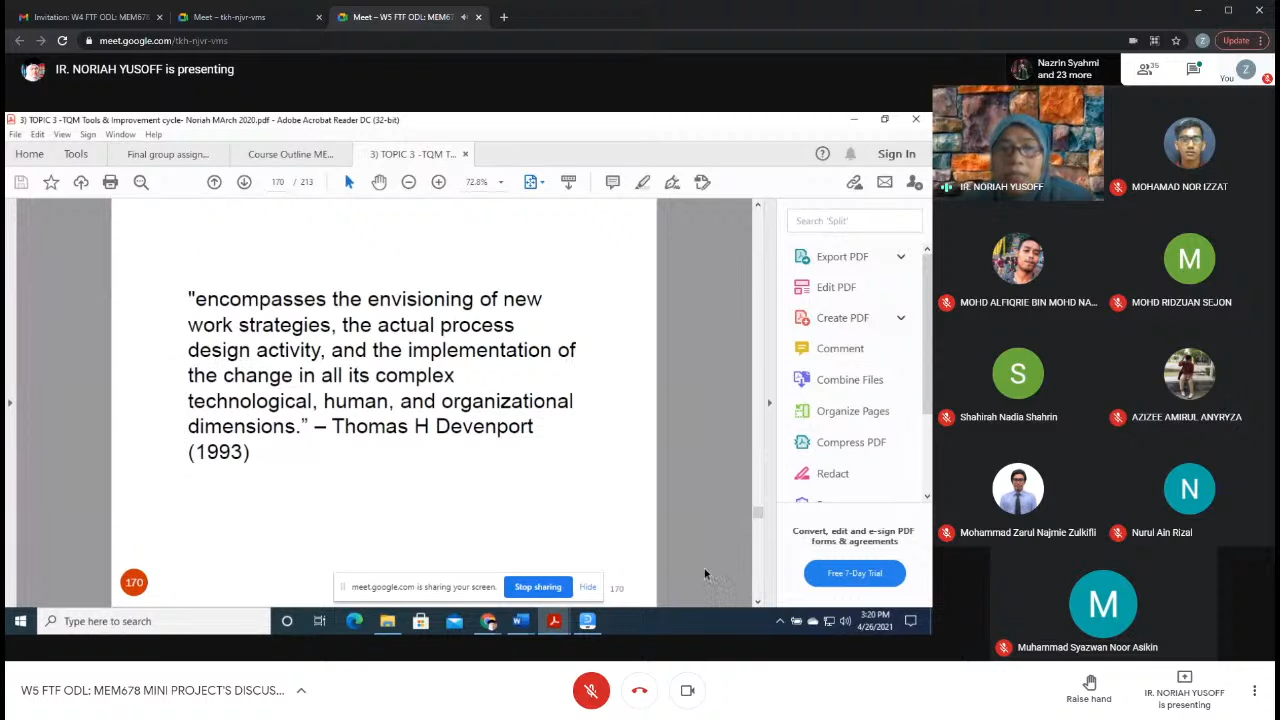 Invitation: W4 FTF ODL: MEM678
Meet – tkh-njvr-vms
Meet – W5 FTF ODL: MEM67
meet.google.com/tkh-njvr-vms
Z
Update
IR. NORIAH YUSOFF is presenting
Nazrin Syahmi
and 23 more
35
You
Z
3) TOPIC 3 -TQM Tools & Improvement cycle- Noriah MArch 2020.pdf - Adobe Acrobat Reader DC (32-bit)
File Edit View Sign Window Help
Home
Tools
Final group assign...
Course Outline ME...
3) TOPIC 3 -TQM T...
Sign In
170 / 213
72.8%
"encompasses the envisioning of new
work strategies, the actual process
design activity, and the implementation of
the change in all its complex
technological, human, and organizational
dimensions.” – Thomas H Devenport
(1993)
170
meet.google.com is sharing your screen.
Stop sharing
Hide
170
Search 'Split'
Export PDF
Edit PDF
Create PDF
Comment
Combine Files
Organize Pages
Compress PDF
Redact
Convert, edit and e-sign PDF
forms & agreements
Free 7-Day Trial
Type here to search
3:20 PM
4/26/2021
IR. NORIAH YUSOFF
MOHAMAD NOR IZZAT
MOHD ALFIQRIE BIN MOHD NA...
M
MOHD RIDZUAN SEJON
S
Shahirah Nadia Shahrin
AZIZEE AMIRUL ANYRYZA
Mohammad Zarul Najmie Zulkifli
N
Nurul Ain Rizal
M
Muhammad Syazwan Noor Asikin
W5 FTF ODL: MEM678 MINI PROJECT'S DISCUS...
Raise hand
IR. NORIAH YUSOFF
is presenting